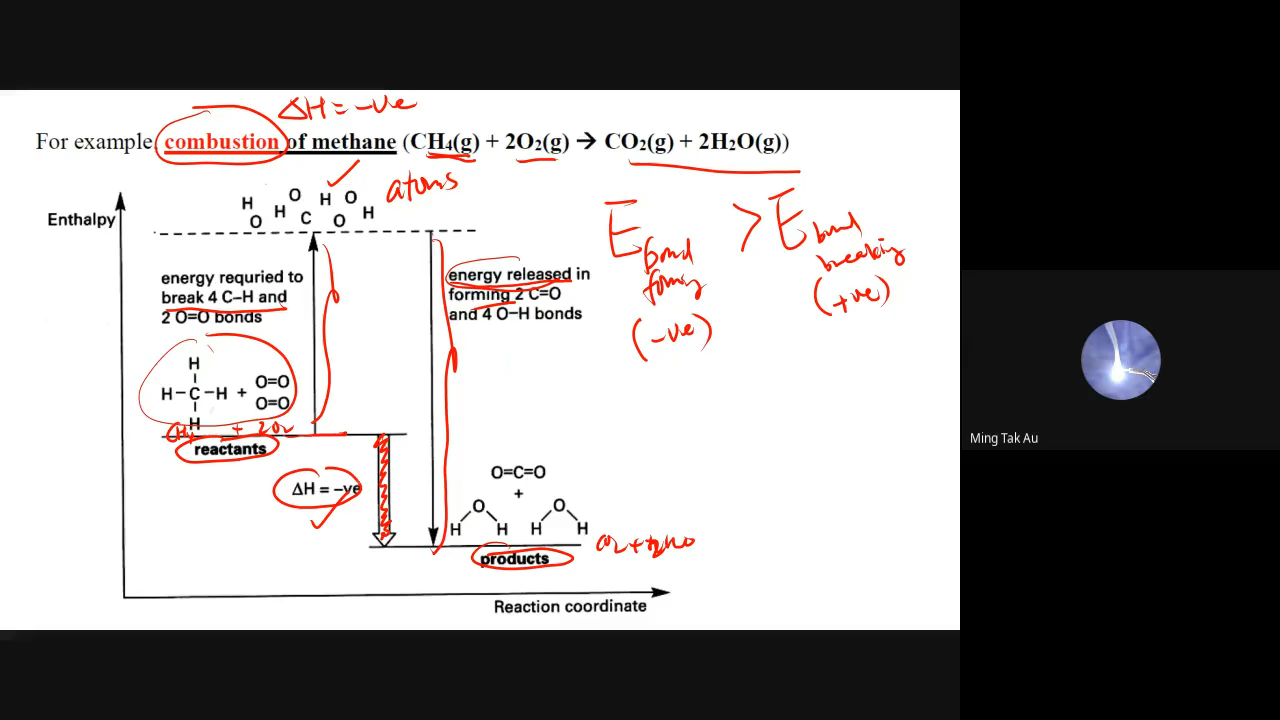 ΔH = -ve
For example, combustion of methane (CH₄(g) + 2O₂(g) → CO₂(g) + 2H₂O(g))
atoms
H O H O
O H C O H
Enthalpy
energy requried to
break 4 C–H and
2 O=O bonds
energy released in
forming 2 C=O
and 4 O–H bonds
E bond forming (-ve) > E bond breaking (+ve)
H
H–C–H + O=O
O=O
H
CH₄ + 2O₂
reactants
ΔH = –ve
O=C=O
+
O O
H H H H
products
Reaction coordinate
Ming Tak Au